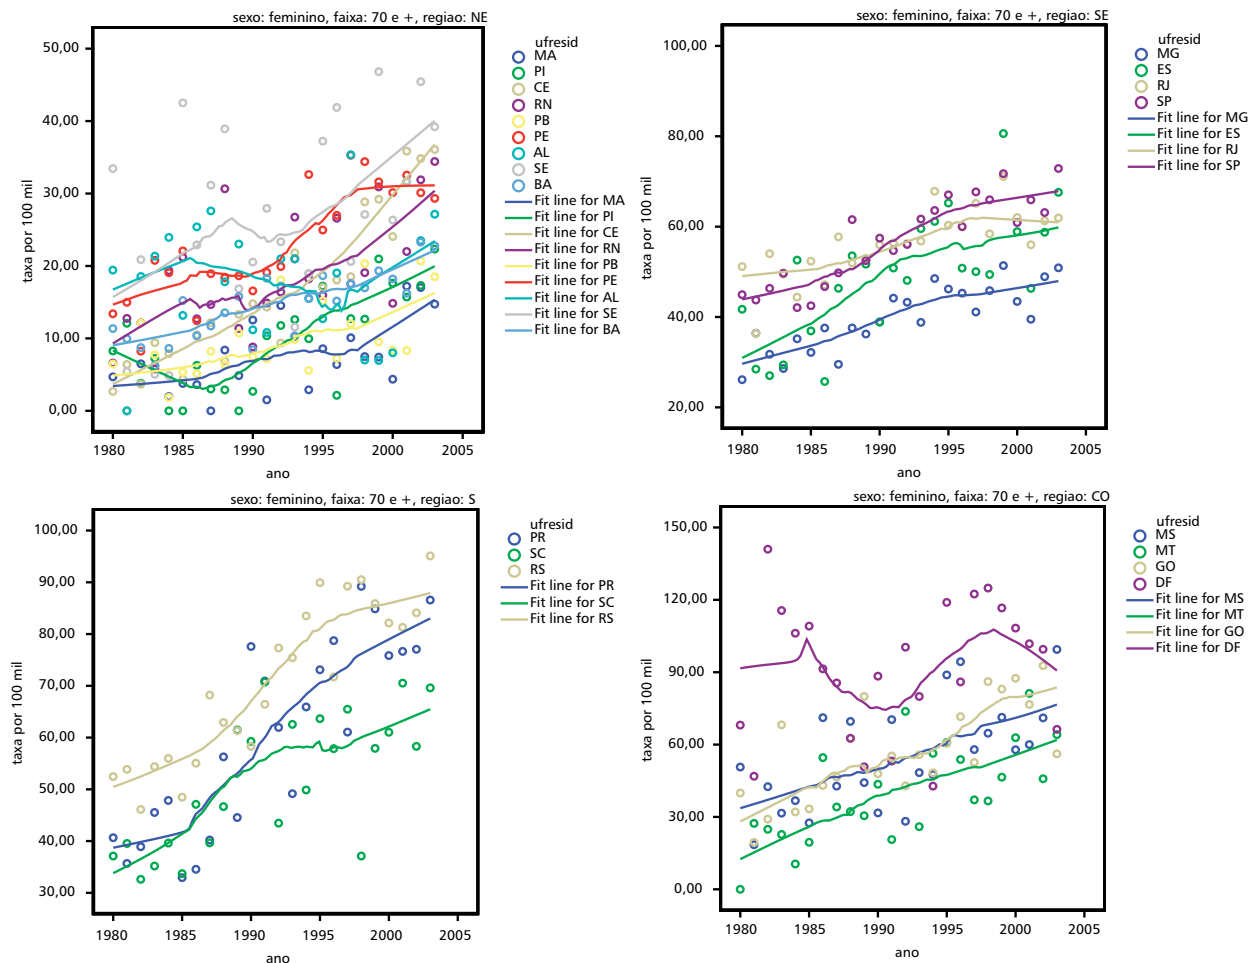 sexo: feminino, faixa: 70 e +, regiao: NE
50,00
40,00
30,00
20,00
10,00
0,00
taxa por 100 mil
1980
1985
1990
1995
2000
2005
ano
ufresid
MA
PI
CE
RN
PB
PE
AL
SE
BA
Fit line for MA
Fit line for PI
Fit line for CE
Fit line for RN
Fit line for PB
Fit line for PE
Fit line for AL
Fit line for SE
Fit line for BA
sexo: feminino, faixa: 70 e +, regiao: SE
100,00
80,00
60,00
40,00
20,00
taxa por 100 mil
1980
1985
1990
1995
2000
2005
ano
ufresid
MG
ES
RJ
SP
Fit line for MG
Fit line for ES
Fit line for RJ
Fit line for SP
sexo: feminino, faixa: 70 e +, regiao: S
100,00
90,00
80,00
70,00
60,00
50,00
40,00
30,00
taxa por 100 mil
1980
1985
1990
1995
2000
2005
ano
ufresid
PR
SC
RS
Fit line for PR
Fit line for SC
Fit line for RS
sexo: feminino, faixa: 70 e +, regiao: CO
150,00
120,00
90,00
60,00
30,00
0,00
taxa por 100 mil
1980
1985
1990
1995
2000
2005
ano
ufresid
MS
MT
GO
DF
Fit line for MS
Fit line for MT
Fit line for GO
Fit line for DF